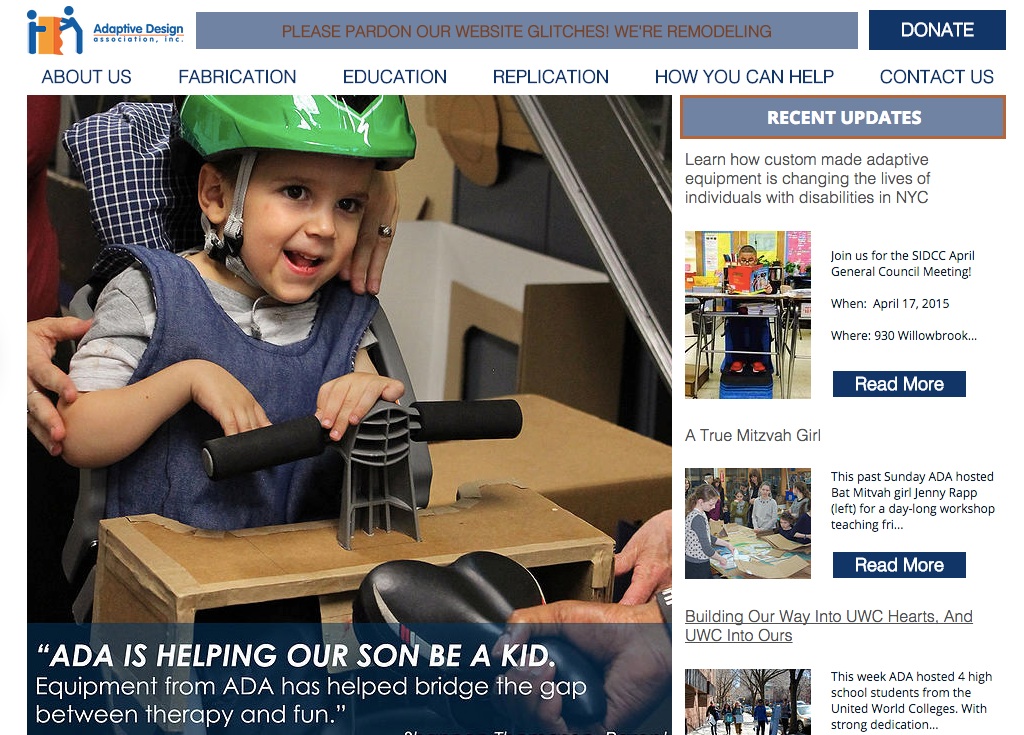 Adaptive Design
association, inc.
PLEASE PARDON OUR WEBSITE GLITCHES! WE'RE REMODELING
DONATE
ABOUT US
FABRICATION
EDUCATION
REPLICATION
HOW YOU CAN HELP
CONTACT US
“ADA IS HELPING OUR SON BE A KID.
Equipment from ADA has helped bridge the gap
between therapy and fun.”
RECENT UPDATES
Learn how custom made adaptive
equipment is changing the lives of
individuals with disabilities in NYC
Join us for the SIDCC April
General Council Meeting!
When: April 17, 2015
Where: 930 Willowbrook...
Read More
A True Mitzvah Girl
This past Sunday ADA hosted
Bat Mitvah girl Jenny Rapp
(left) for a day-long workshop
teaching fri...
Read More
Building Our Way Into UWC Hearts, And
UWC Into Ours
This week ADA hosted 4 high
school students from the
United World Colleges. With
strong dedication...